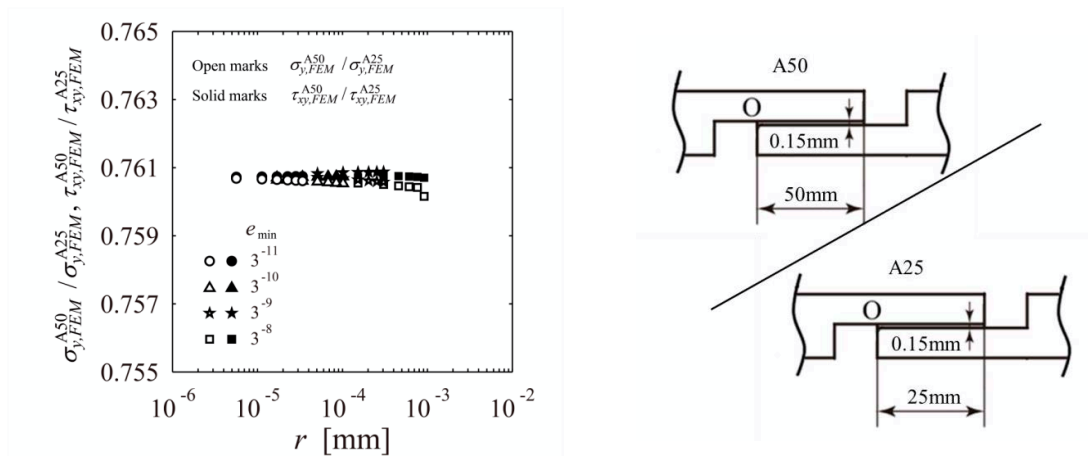 0.765
0.763
0.761
0.759
0.757
0.755
σ_{y,FEM}^{A50} / σ_{y,FEM}^{A25}, τ_{xy,FEM}^{A50} / τ_{xy,FEM}^{A25}
Open marks σ_{y,FEM}^{A50} / σ_{y,FEM}^{A25}
Solid marks τ_{xy,FEM}^{A50} / τ_{xy,FEM}^{A25}
e_{min}
3^{-11}
3^{-10}
3^{-9}
3^{-8}
10^{-6} 10^{-5} 10^{-4} 10^{-3} 10^{-2}
r [mm]
A50
O
0.15mm
50mm
A25
O
0.15mm
25mm